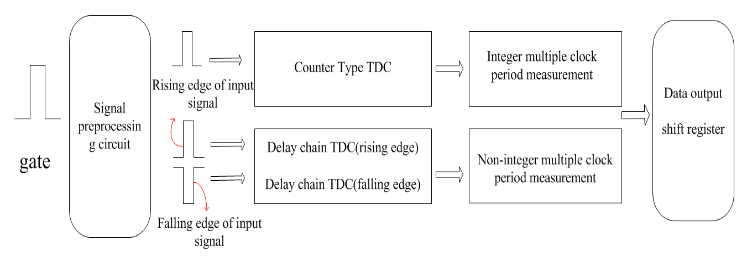 gate
Signal
preprocessin
g circuit
Rising edge of input
signal
Falling edge of input
signal
Counter Type TDC
Delay chain TDC(rising edge)
Delay chain TDC(falling edge)
Integer multiple clock
period measurement
Non-integer multiple clock
period measurement
Data output
shift register